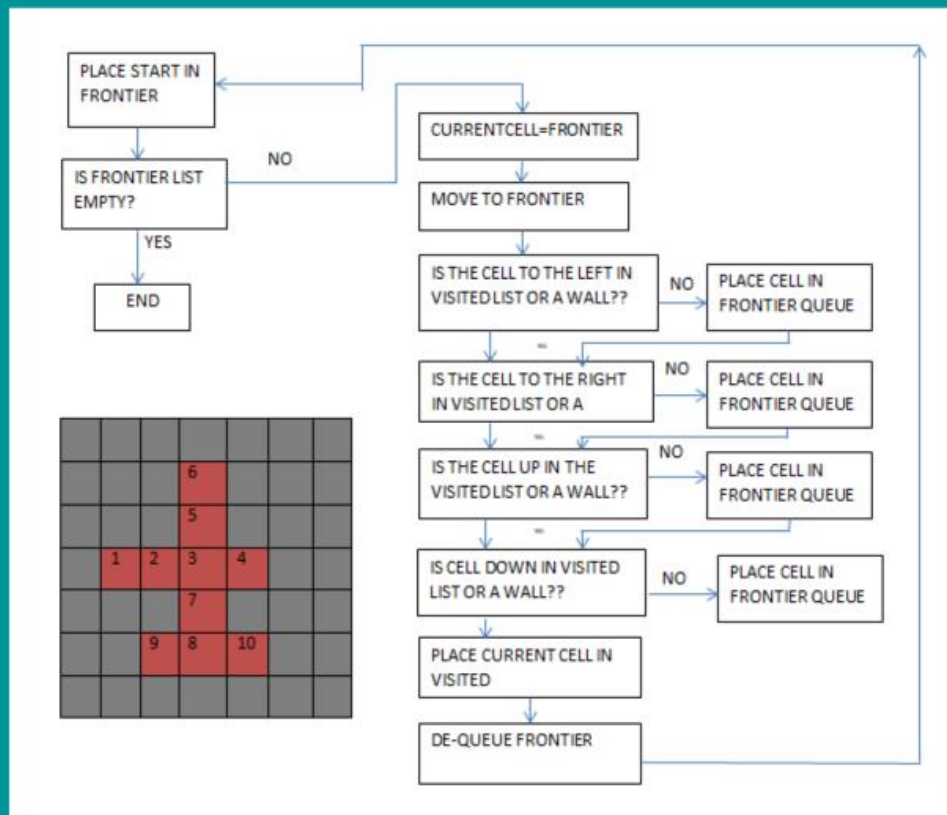 PLACE START IN
FRONTIER
IS FRONTIER LIST
EMPTY?
NO
YES
END
CURRENTCELL=FRONTIER
MOVE TO FRONTIER
IS THE CELL TO THE LEFT IN
VISITED LIST OR A WALL??
NO
PLACE CELL IN
FRONTIER QUEUE
IS THE CELL TO THE RIGHT
IN VISITED LIST OR A
NO
PLACE CELL IN
FRONTIER QUEUE
IS THE CELL UP IN THE
VISITED LIST OR A WALL??
NO
PLACE CELL IN
FRONTIER QUEUE
IS CELL DOWN IN VISITED
LIST OR A WALL??
NO
PLACE CELL IN
FRONTIER QUEUE
PLACE CURRENT CELL IN
VISITED
DE-QUEUE FRONTIER
6
5
1 2 3 4
7
9 8 10